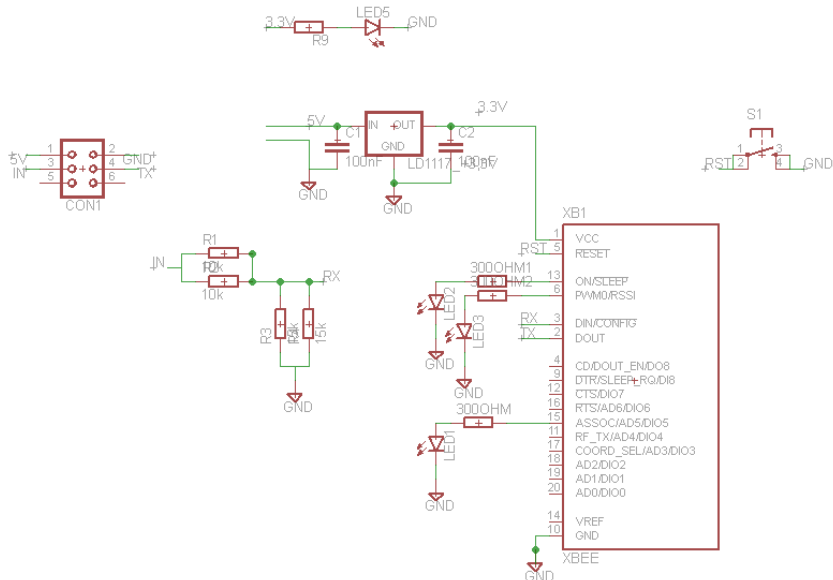 LED5
3.3V
GND
R9
3.3V
5V
C1
IN
OUT
C2
GND
100nF
100nF
LD1117_+3,3V
GND
GND
S1
1
3
2
4
RST
GND
5V
1
2
GND
IN
3
4
TX
5
6
CON1
R1
IN
10k
R2
10k
RX
R3
15k
R4
15k
GND
XB1
1
VCC
RST
5
RESET
300OHM1
13
ON/SLEEP
300OHM2
6
PWM0/RSSI
LED2
RX
3
DIN/CONFIG
LED3
TX
2
DOUT
GND
GND
4
CD/DOUT_EN/DO8
9
DTR/SLEEP_RQ/DI8
12
CTS/DIO7
16
RTS/AD6/DIO6
300OHM
15
ASSOC/AD5/DIO5
11
RF_TX/AD4/DIO4
LED1
17
COORD_SEL/AD3/DIO3
18
AD2/DIO2
19
AD1/DIO1
20
AD0/DIO0
GND
14
VREF
10
GND
XBEE
GND